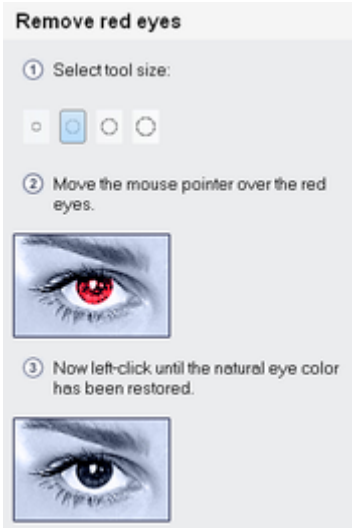 Remove red eyes
1 Select tool size:
2 Move the mouse pointer over the red
eyes.
3 Now left-click until the natural eye color
has been restored.